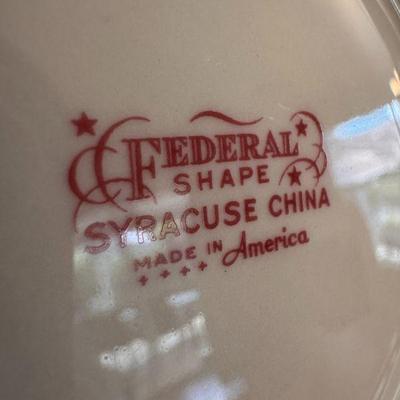 FEDERAL
SHAPE
SYRACUSE CHINA
MADE IN America
++++